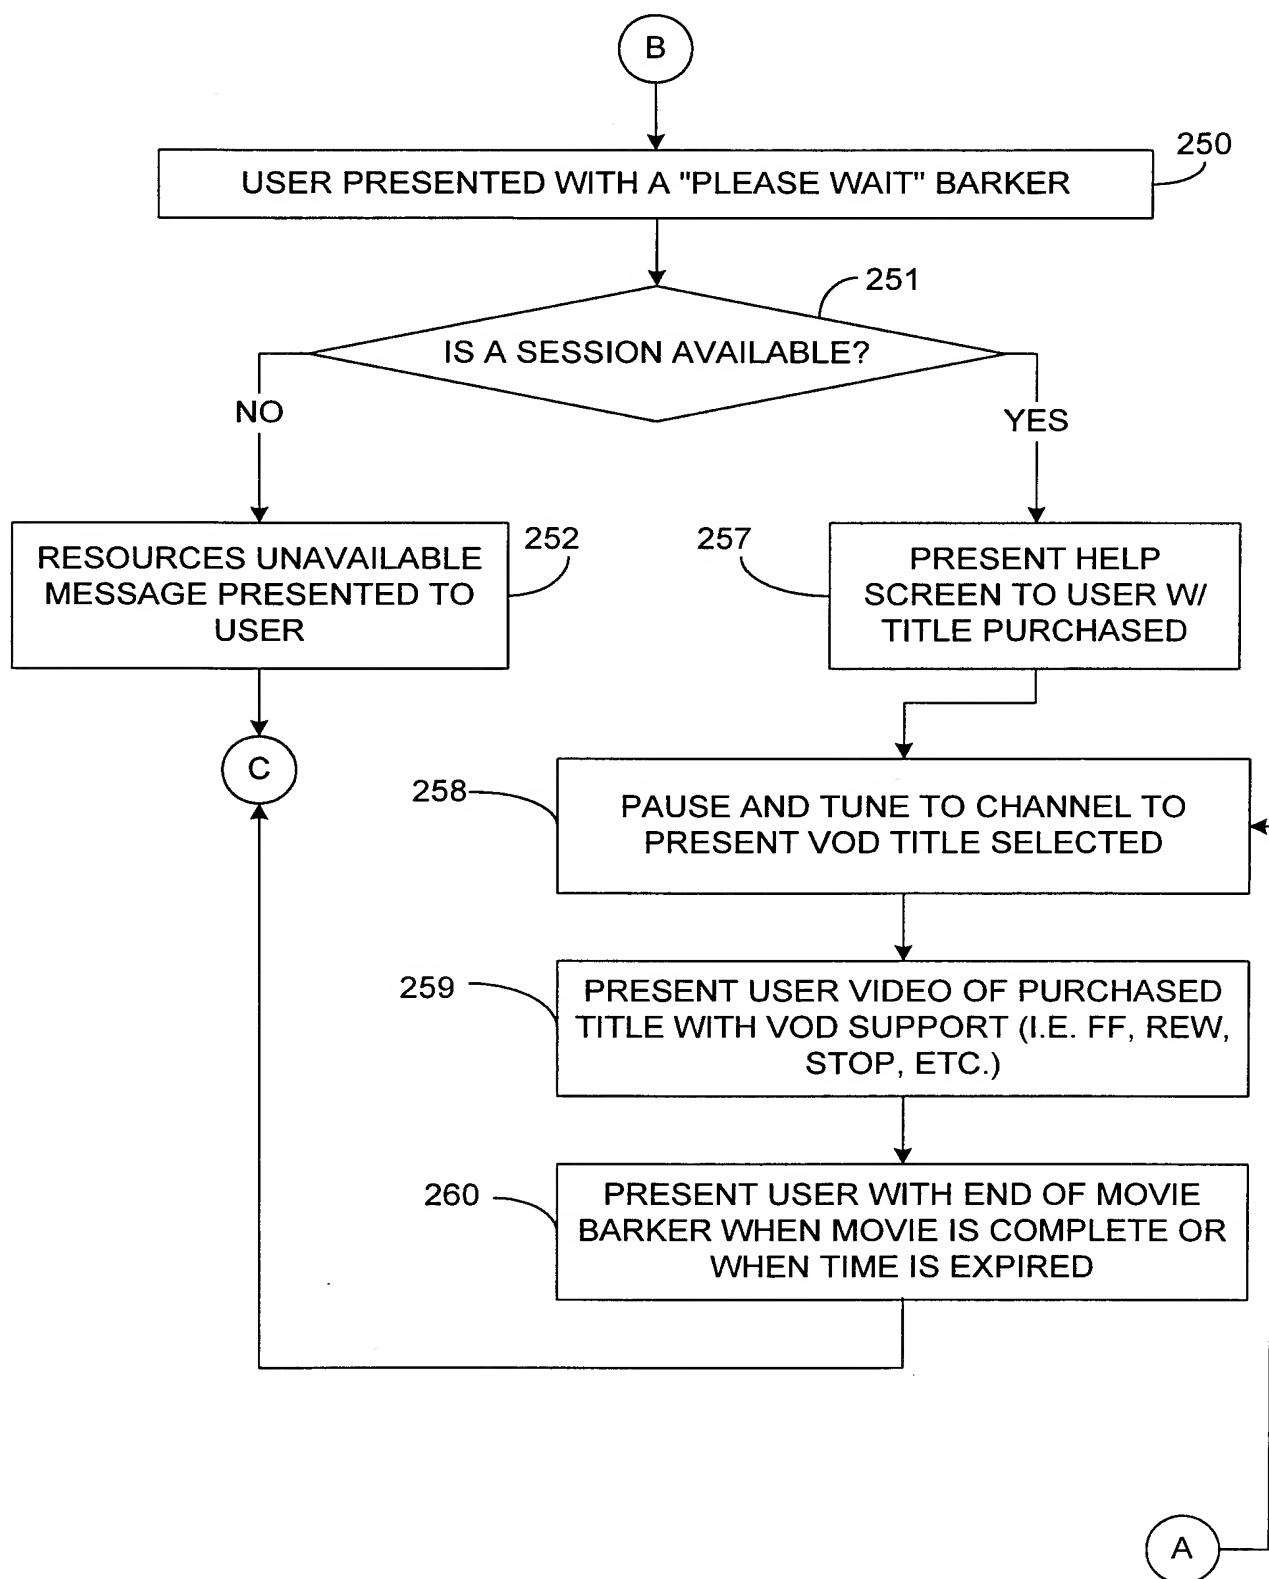 B
250
USER PRESENTED WITH A "PLEASE WAIT" BARKER
251
IS A SESSION AVAILABLE?
NO
YES
RESOURCES UNAVAILABLE
MESSAGE PRESENTED TO
USER
252
257
PRESENT HELP
SCREEN TO USER W/
TITLE PURCHASED
C
258
PAUSE AND TUNE TO CHANNEL TO
PRESENT VOD TITLE SELECTED
259
PRESENT USER VIDEO OF PURCHASED
TITLE WITH VOD SUPPORT (I.E. FF, REW,
STOP, ETC.)
260
PRESENT USER WITH END OF MOVIE
BARKER WHEN MOVIE IS COMPLETE OR
WHEN TIME IS EXPIRED
A